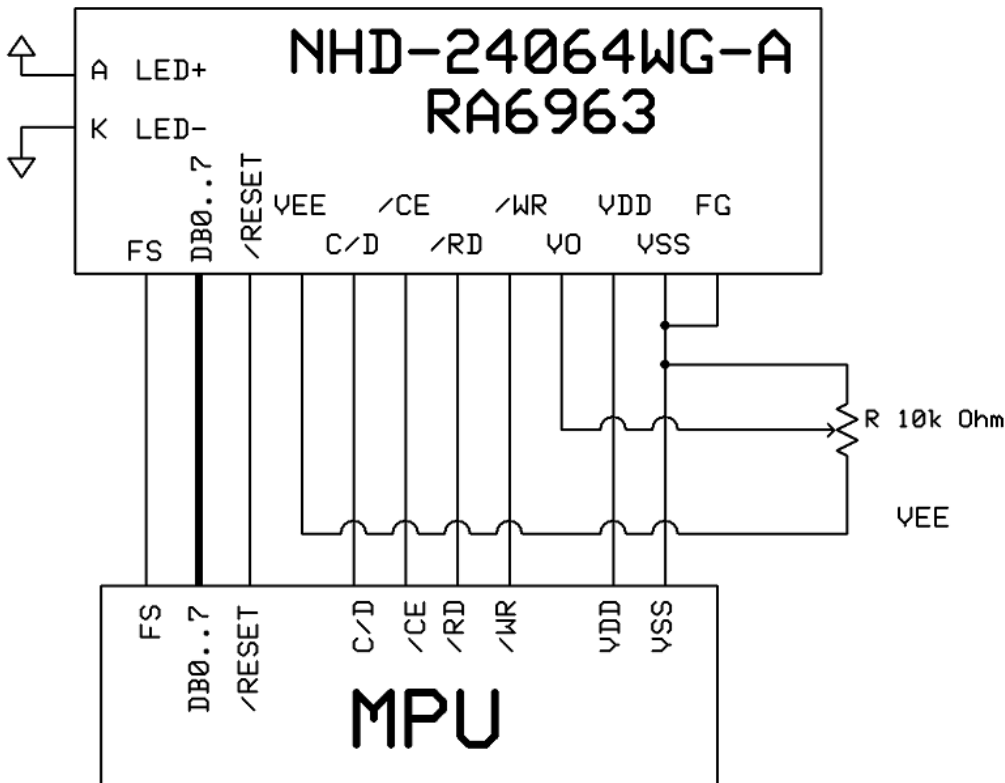 NHD-24064WG-A
RA6963
A LED+
K LED-
FS
DB0..7
/RESET
VEE
C/D
/CE
/RD
/WR
VO
VDD
VSS
FG
R 10k Ohm
VEE
FS
DB0..7
/RESET
C/D
/CE
/RD
/WR
VDD
VSS
MPU